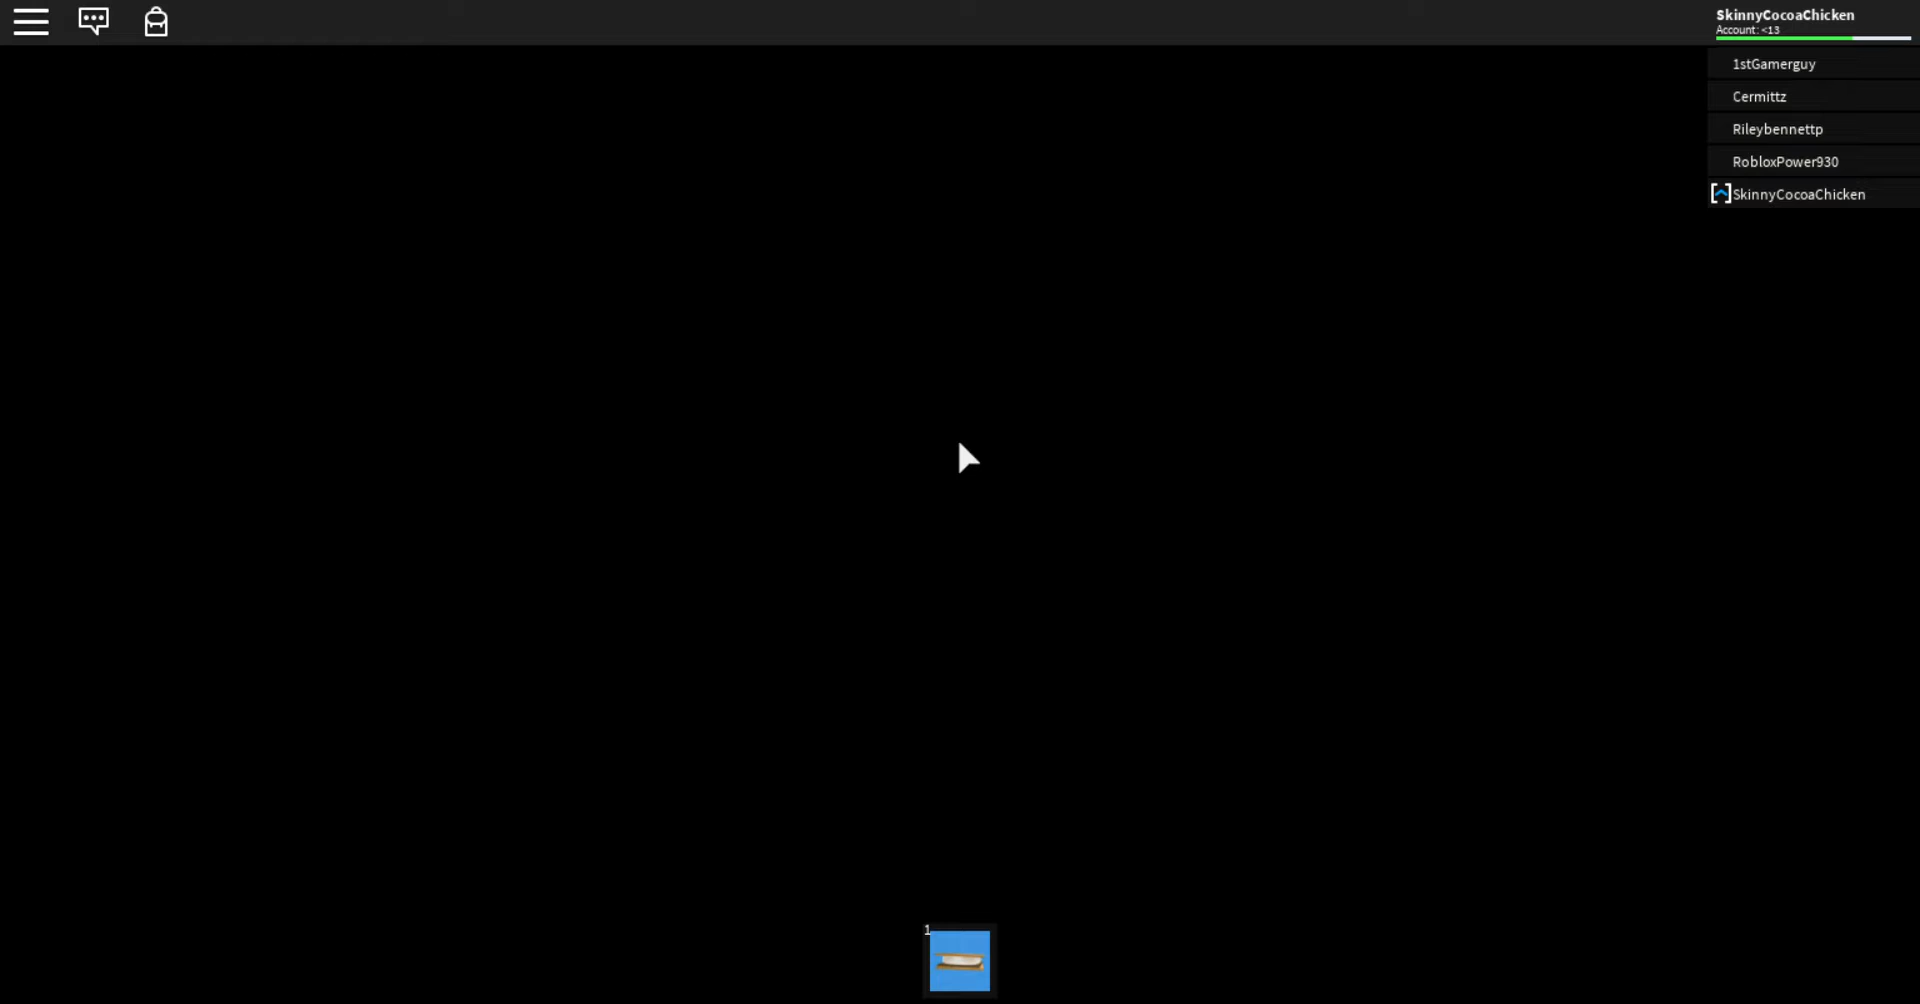 SkinnyCocoaChicken
Account: <13
1stGamerguy
Cermittz
Rileybennettp
RobloxPower930
SkinnyCocoaChicken
1